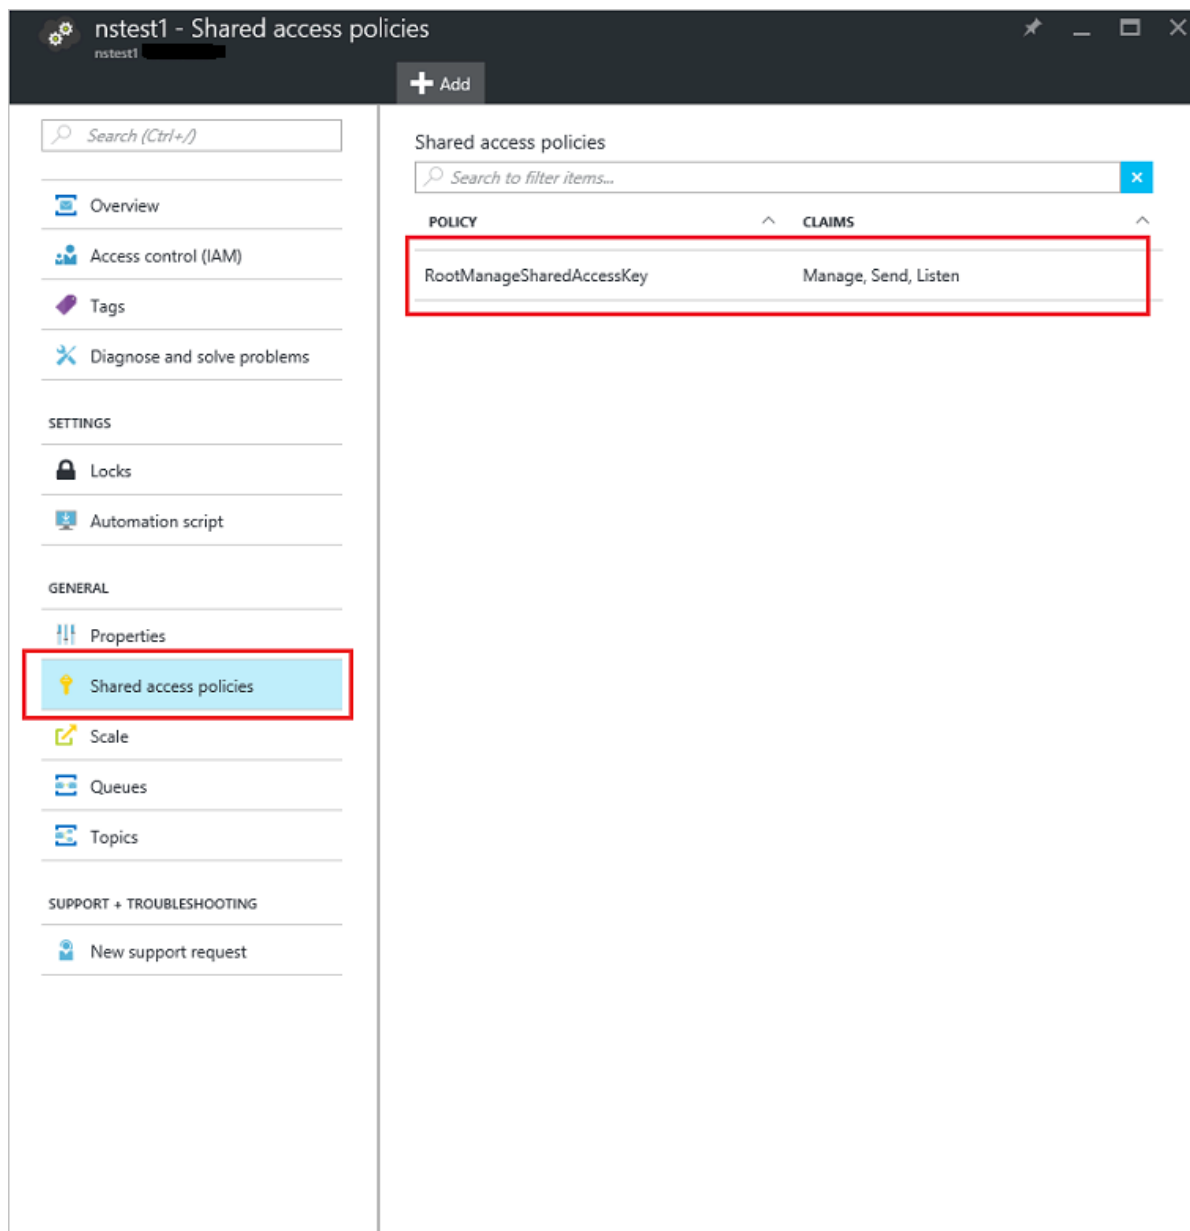 nstest1 - Shared access policies
nstest1
Add
Search (Ctrl+/)
Overview
Access control (IAM)
Tags
Diagnose and solve problems
SETTINGS
Locks
Automation script
GENERAL
Properties
Shared access policies
Scale
Queues
Topics
SUPPORT + TROUBLESHOOTING
New support request
Shared access policies
Search to filter items...
POLICY CLAIMS
RootManageSharedAccessKey Manage, Send, Listen